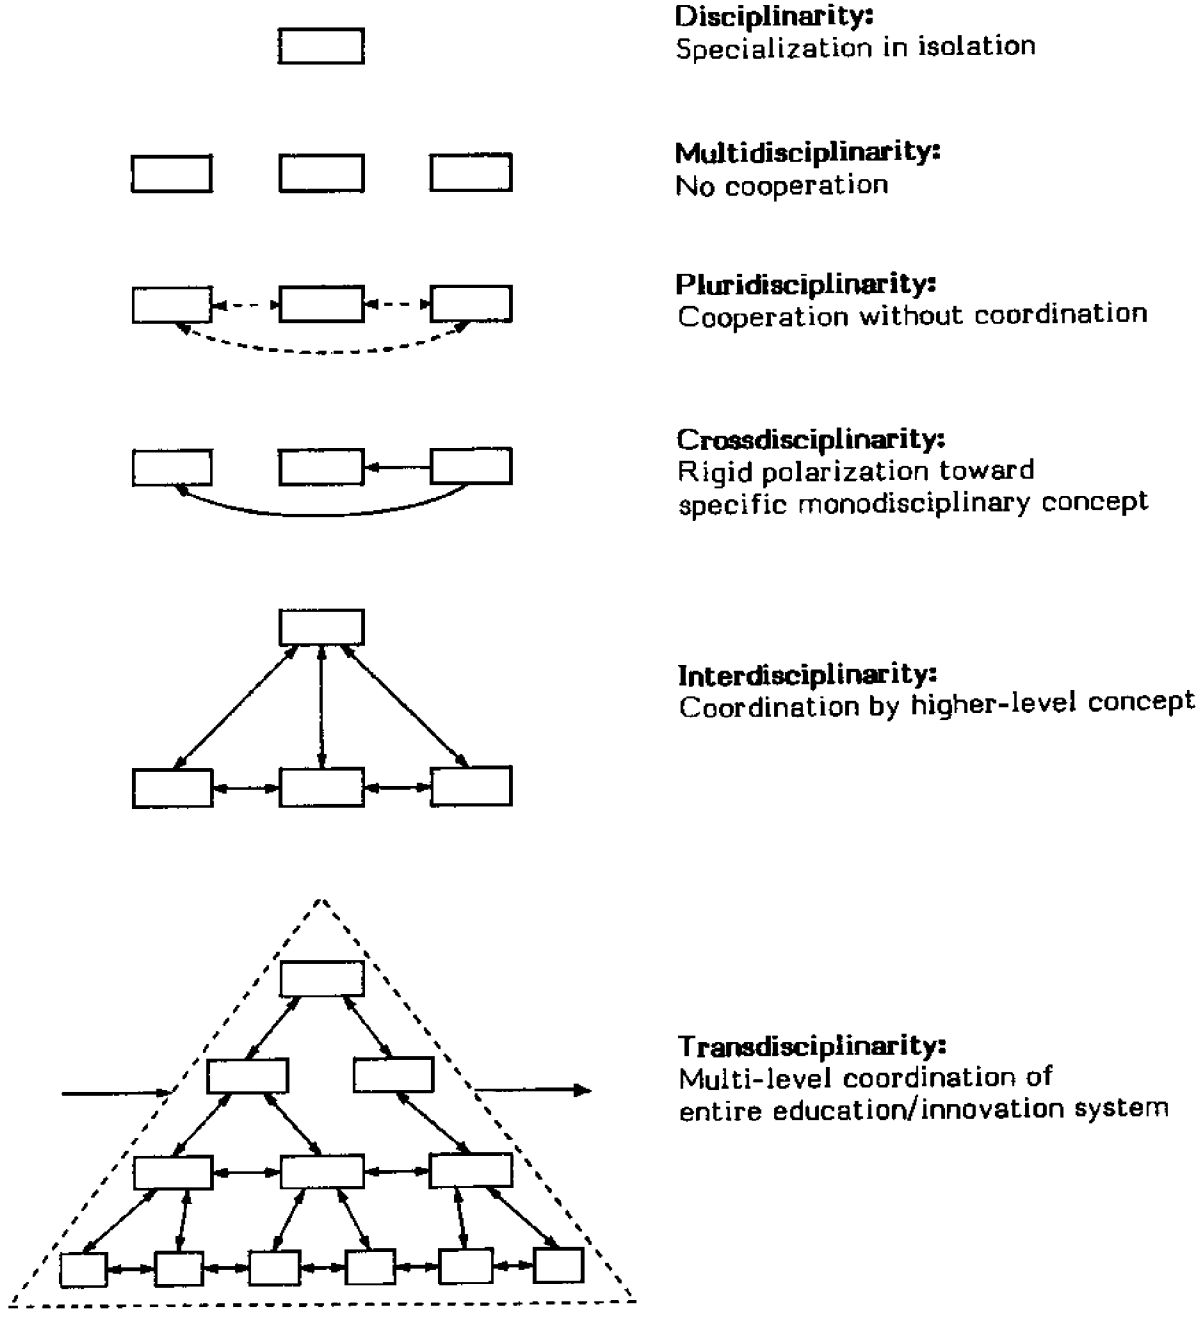 Disciplinarity:
Specialization in isolation
Multidisciplinarity:
No cooperation
Pluridisciplinarity:
Cooperation without coordination
Crossdisciplinarity:
Rigid polarization toward
specific monodisciplinary concept
Interdisciplinarity:
Coordination by higher-level concept
Transdisciplinarity:
Multi-level coordination of
entire education/innovation system